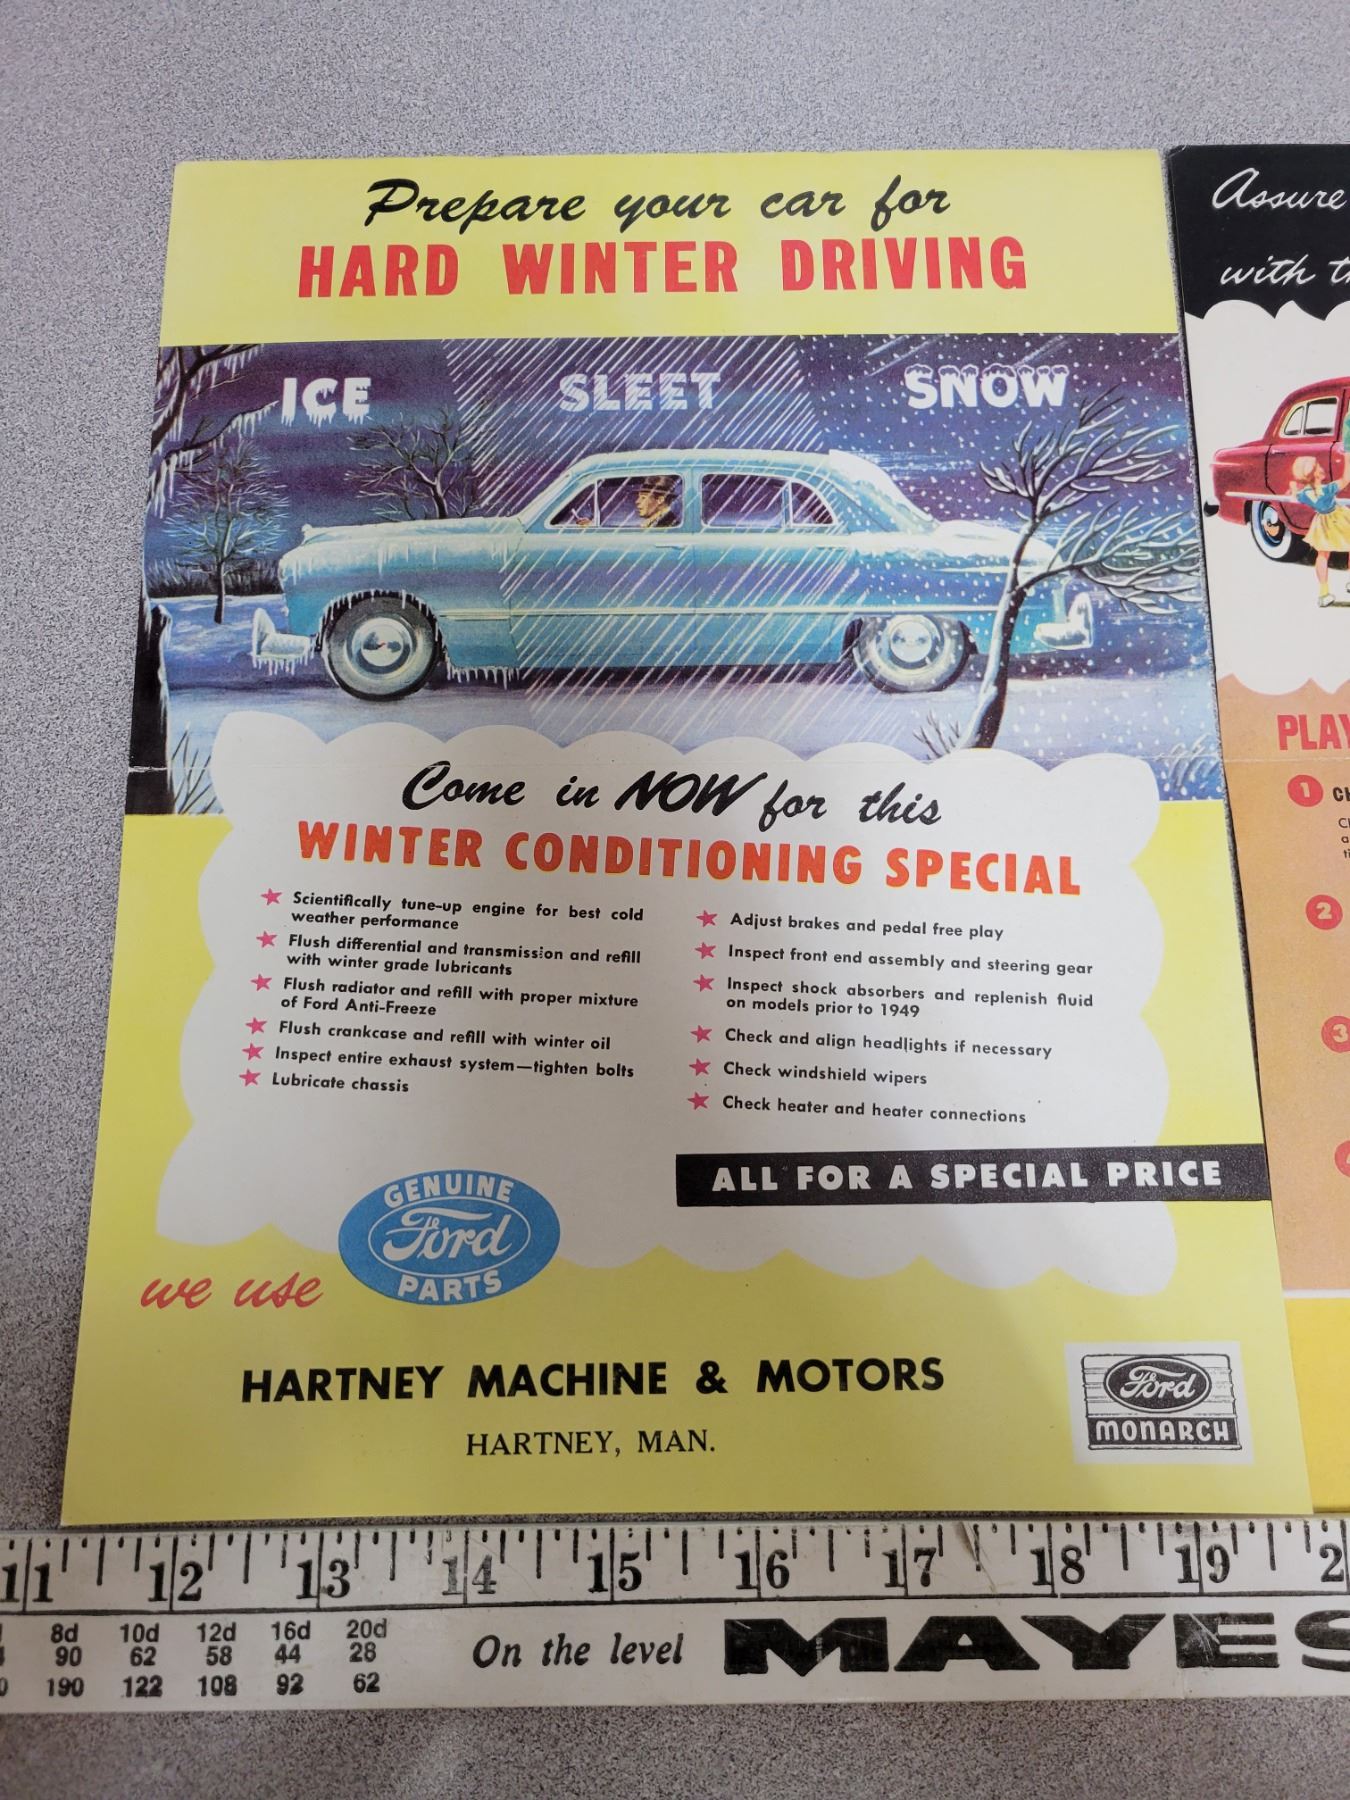 Prepare your car for
HARD WINTER DRIVING
ICE
SLEET
SNOW
Come in NOW for this
WINTER CONDITIONING SPECIAL
Scientifically tune-up engine for best cold
weather performance
Flush differential and transmission and refill
with winter grade lubricants
Flush radiator and refill with proper mixture
of Ford Anti-Freeze
Flush crankcase and refill with winter oil
Inspect entire exhaust system—tighten bolts
Lubricate chassis
Adjust brakes and pedal free play
Inspect front end assembly and steering gear
Inspect shock absorbers and replenish fluid
on models prior to 1949
Check and align headlights if necessary
Check windshield wipers
Check heater and heater connections
ALL FOR A SPECIAL PRICE
we use
GENUINE
Ford
PARTS
HARTNEY MACHINE & MOTORS
HARTNEY, MAN.
Ford
MONARCH
Assure
with
PLAY
1
2
3
11 12 13 14 15 16 17 18 19
8d 10d 12d 16d 20d
90 62 58 44 28
190 122 108 92 62
On the level
MAYES